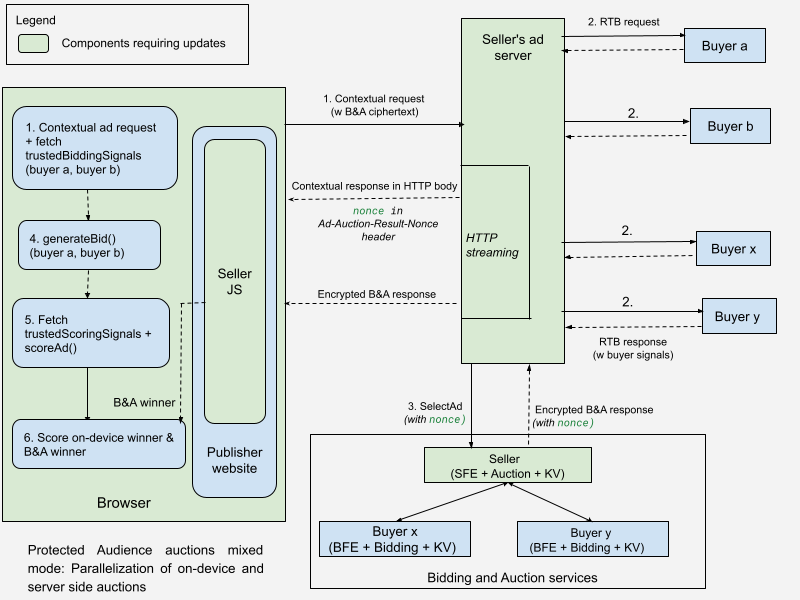 Legend
Components requiring updates
1. Contextual ad request
+ fetch
trustedBiddingSignals
(buyer a, buyer b)
4. generateBid()
(buyer a, buyer b)
5. Fetch
trustedScoringSignals +
scoreAd()
B&A winner
6. Score on-device winner &
B&A winner
Seller
JS
Publisher
website
Browser
1. Contextual request
(w B&A ciphertext)
Contextual response in HTTP body
nonce in
Ad-Auction-Result-Nonce
header
Encrypted B&A response
Seller's ad
server
HTTP
streaming
2. RTB request
Buyer a
2.
Buyer b
2.
Buyer x
2.
Buyer y
RTB response
(w buyer signals)
3. SelectAd
(with nonce)
Encrypted B&A response
(with nonce)
Seller
(SFE + Auction + KV)
Buyer x
(BFE + Bidding + KV)
Buyer y
(BFE + Bidding + KV)
Bidding and Auction services
Protected Audience auctions mixed
mode: Parallelization of on-device and
server side auctions